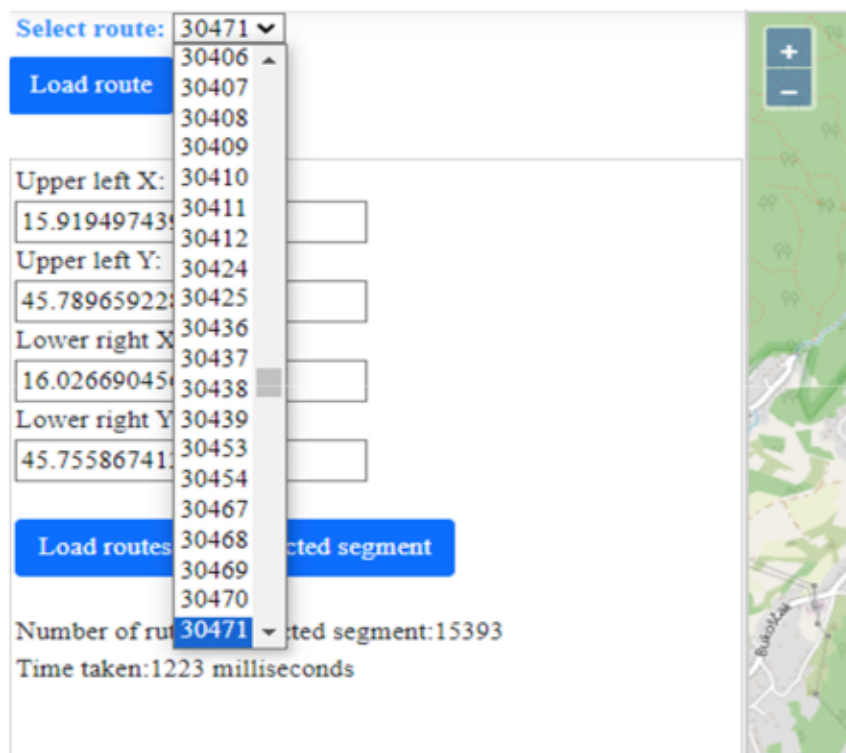 Select route: 30471
Load route
30406
30407
30408
30409
30410
30411
30412
30424
30425
30436
30437
30438
30439
30453
30454
30467
30468
30469
30470
30471
Upper left X:
15.91949743
Upper left Y:
45.78965922
Lower right X
16.02669045
Lower right Y
45.75586741
Load routes cted segment
Number of rut cted segment:15393
Time taken:1223 milliseconds
+
−